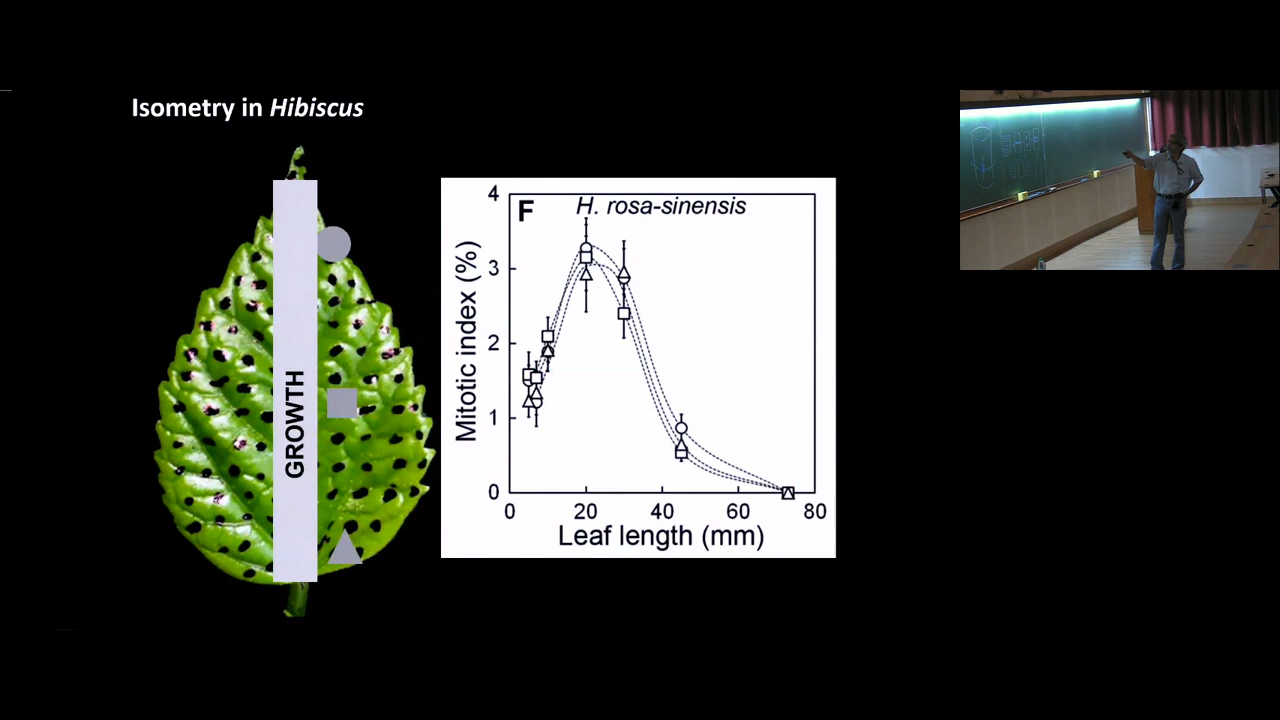 Isometry in Hibiscus
GROWTH
F
H. rosa-sinensis
Mitotic index (%)
4
3
2
1
0
0 20 40 60 80
Leaf length (mm)